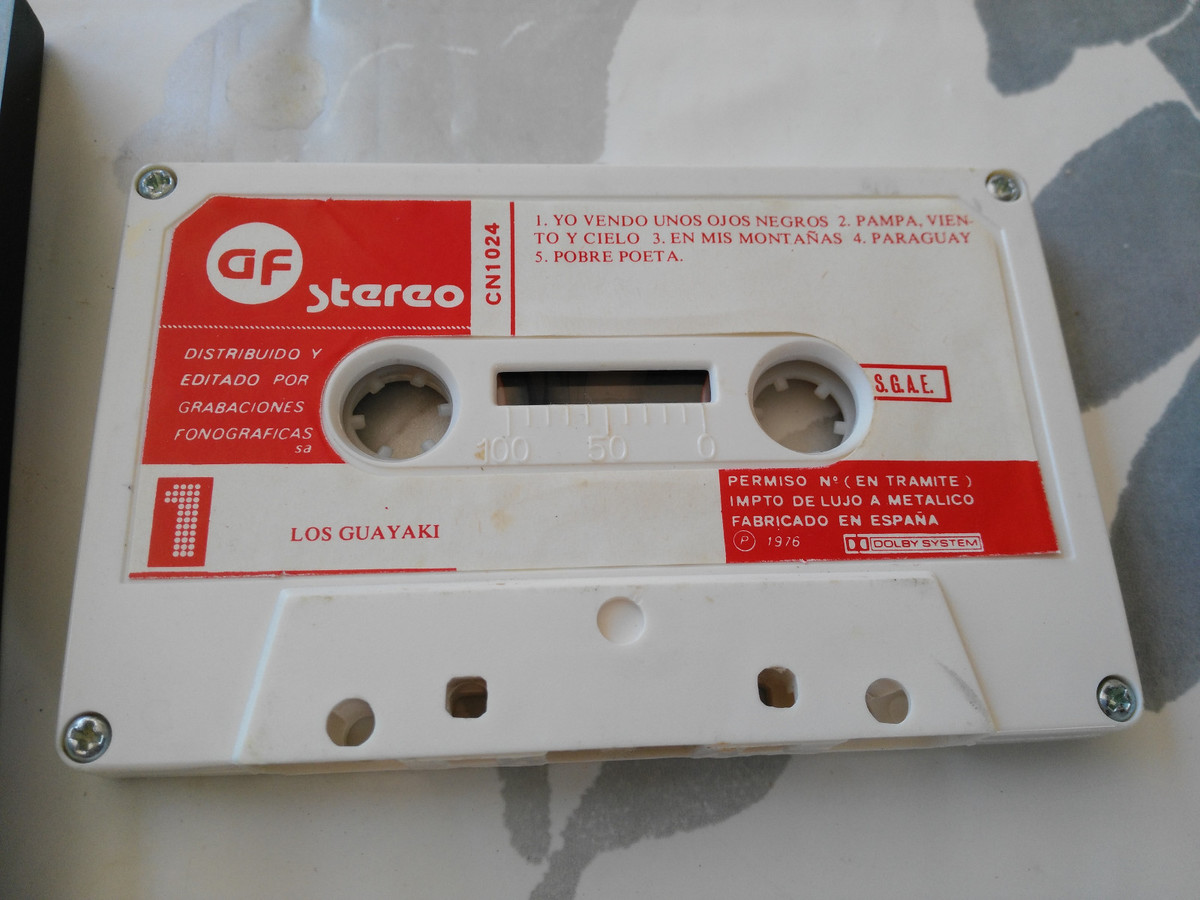 GF
stereo
CN1024
1. YO VENDO UNOS OJOS NEGROS 2. PAMPA, VIEN-
TO Y CIELO 3. EN MIS MONTAÑAS 4. PARAGUAY
5. POBRE POETA.
DISTRIBUIDO Y
EDITADO POR
GRABACIONES
FONOGRAFICAS
sa
S.G.A.E.
100 50 0
1
LOS GUAYAKI
PERMISO Nº (EN TRAMITE)
IMPTO DE LUJO A METALICO
FABRICADO EN ESPAÑA
Ⓟ 1976 DOLBY SYSTEM